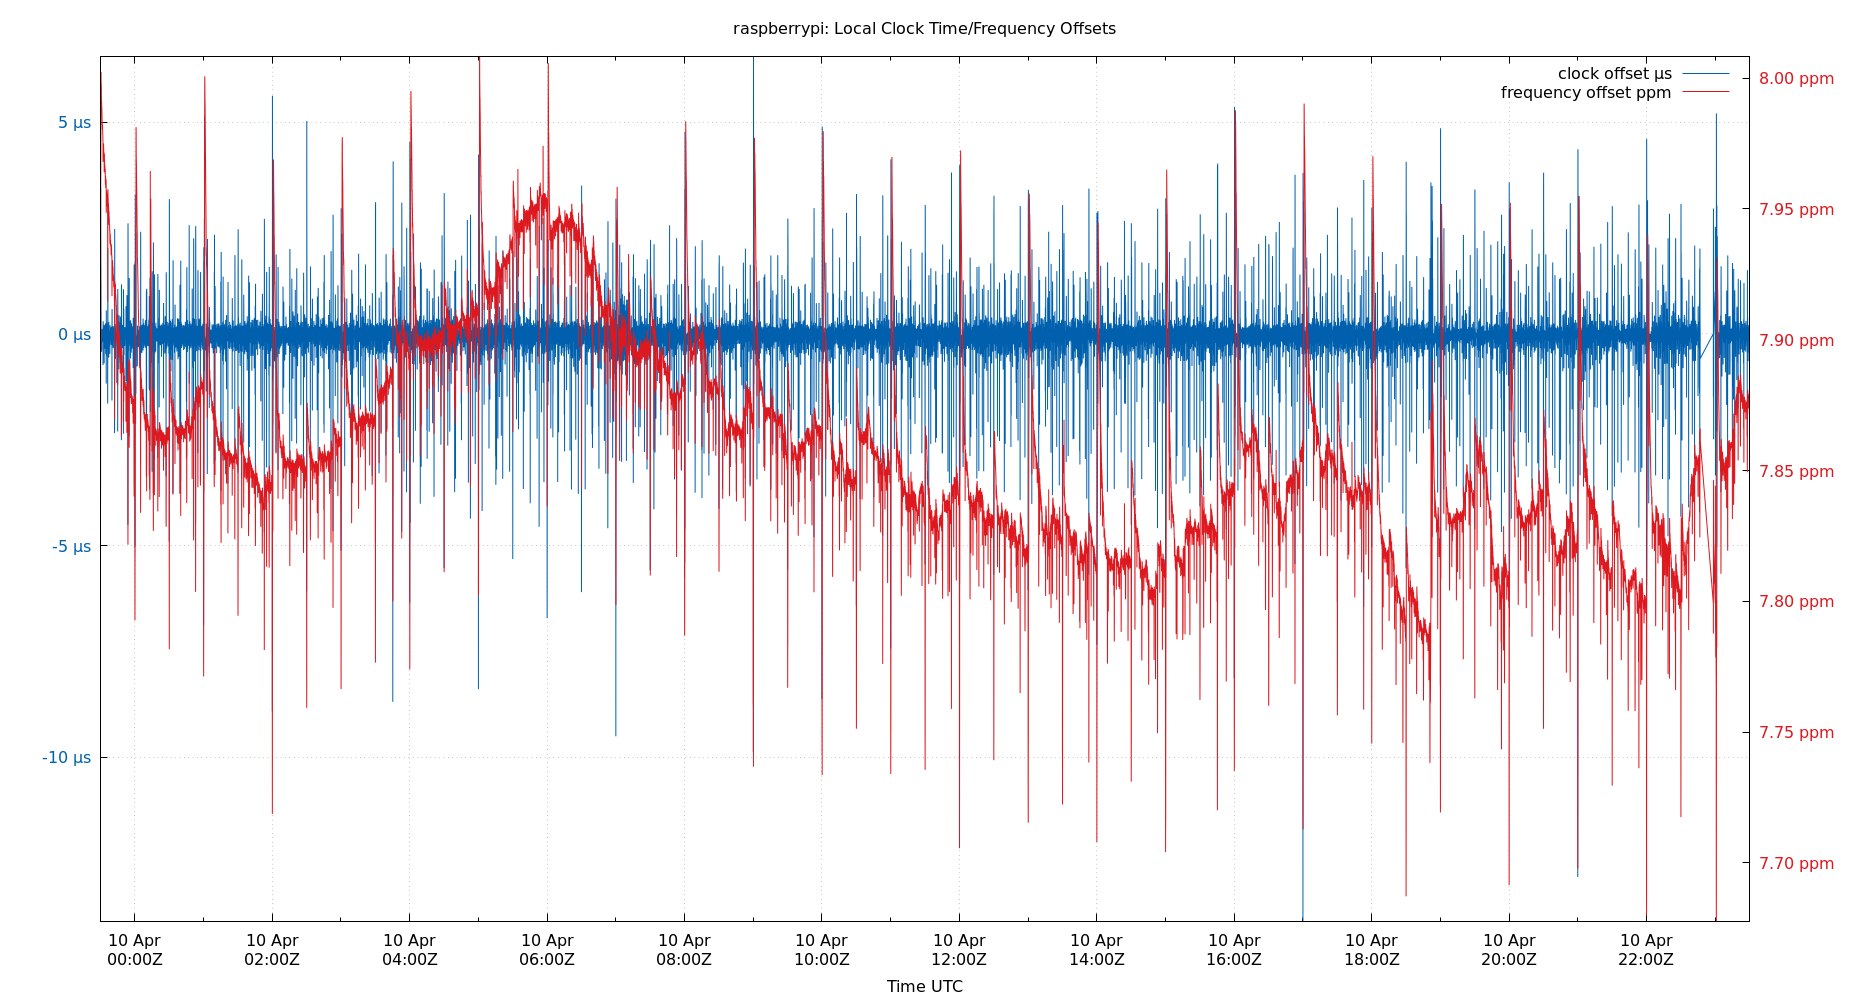 raspberrypi: Local Clock Time/Frequency Offsets
clock offset µs
frequency offset ppm
5 µs
0 µs
-5 µs
-10 µs
8.00 ppm
7.95 ppm
7.90 ppm
7.85 ppm
7.80 ppm
7.75 ppm
7.70 ppm
10 Apr 10 Apr 10 Apr 10 Apr 10 Apr 10 Apr 10 Apr 10 Apr 10 Apr 10 Apr 10 Apr 10 Apr
00:00Z 02:00Z 04:00Z 06:00Z 08:00Z 10:00Z 12:00Z 14:00Z 16:00Z 18:00Z 20:00Z 22:00Z
Time UTC